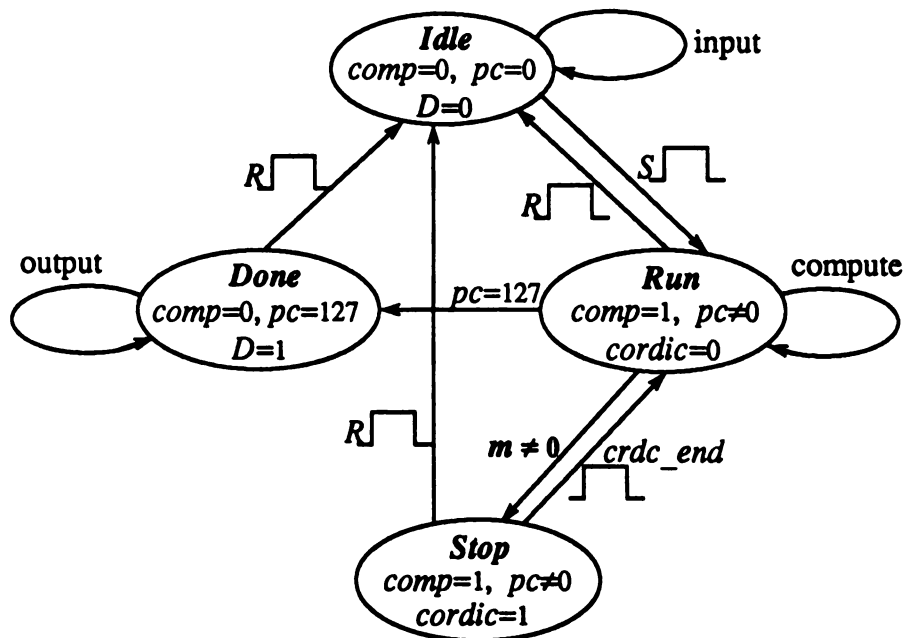 Idle
comp=0, pc=0
D=0
input
R
S
R
output
Done
comp=0, pc=127
D=1
pc=127
Run
comp=1, pc≠0
cordic=0
compute
R
m ≠ 0
crdc_end
Stop
comp=1, pc≠0
cordic=1